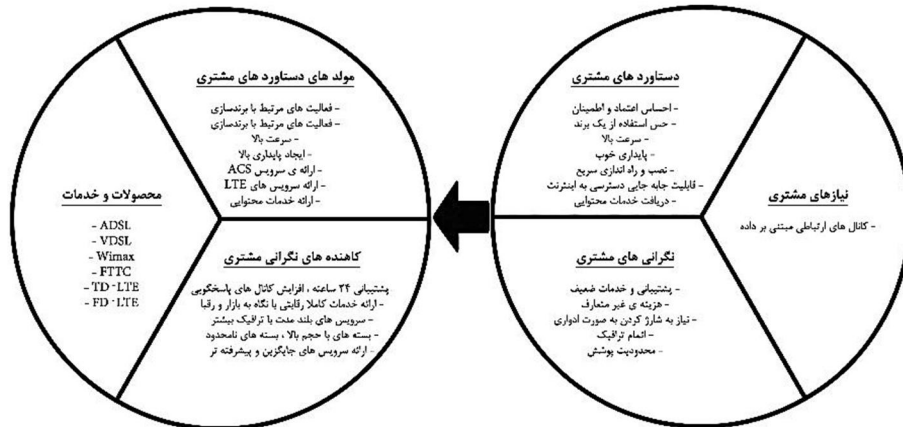 دستاورد های مشتری
- احساس اعتماد و اطمینان
- حس استفاده از یک برند
- سرعت بالا
- پایداری خوب
- نصب و راه اندازی سریع
- قابلیت جابه جایی دسترسی به اینترنت
- دریافت خدمات محتوایی
نیازهای مشتری
- کانال های ارتباطی مبتنی بر داده
نگرانی های مشتری
- پشتیبانی و خدمات ضعیف
- هزینه ی غیر متعارف
- نیاز به شارژ کردن به صورت ادواری
- اتمام ترافیک
- محدودیت پوشش
مولد های دستاورد های مشتری
- فعالیت های مرتبط با برندسازی
- فعالیت های مرتبط با برندسازی
- سرعت بالا
- ایجاد پایداری بالا
- ارائه ی سرویس ACS
- ارائه سرویس های LTE
- ارائه خدمات محتوایی
کاهنده های نگرانی مشتری
پشتیبانی ۲۴ ساعته ، افزایش کانال های پاسخگویی
- ارائه خدمات کاملا رقابتی با نگاه به بازار و رقبا
- سرویس های بلند مدت با ترافیک بیشتر
- بسته های با حجم بالا ، بسته های نامحدود
- ارائه سرویس های جایگزین و پیشرفته تر
محصولات و خدمات
- ADSL
- VDSL
- Wimax
- FTTC
- TD-LTE
- FD-LTE